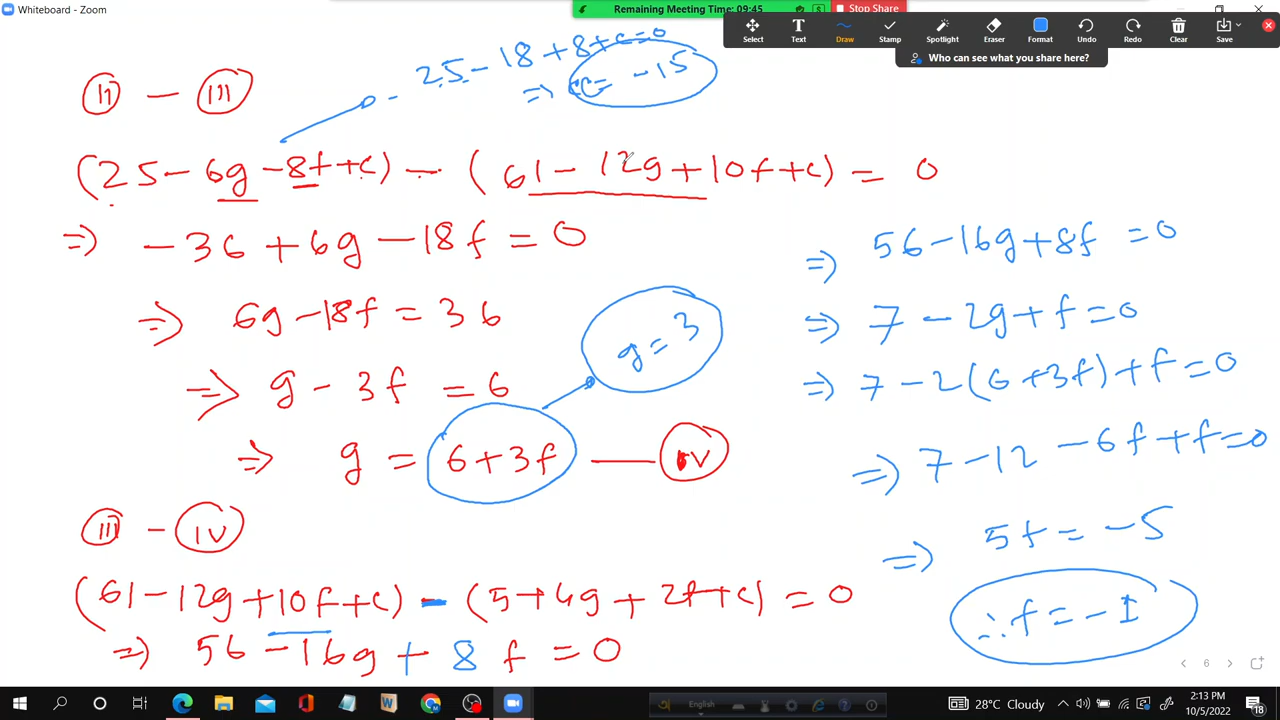 Whiteboard - Zoom
Remaining Meeting Time: 09:45
Stop Share
Select Text Draw Stamp Spotlight Eraser Format Undo Redo Clear Save
Who can see what you share here?
25 - 18 + 8 + c = 0
⇒ c = -15
(II) - (III)
(25 - 6g - 8f + c) - (61 - 12g + 10f + c) = 0
⇒ -36 + 6g - 18f = 0
⇒ 6g - 18f = 36
⇒ g - 3f = 6
g = 3
⇒ g = 6 + 3f — (IV)
(III) - (IV)
(61 - 12g + 10f + c) - (5 + 4g + 2f + c) = 0
⇒ 56 - 16g + 8f = 0
⇒ 56 - 16g + 8f = 0
⇒ 7 - 2g + f = 0
⇒ 7 - 2(6 + 3f) + f = 0
⇒ 7 - 12 - 6f + f = 0
⇒ 5f = -5
∴ f = -1
6
English
28°C Cloudy
2:13 PM
10/5/2022
18